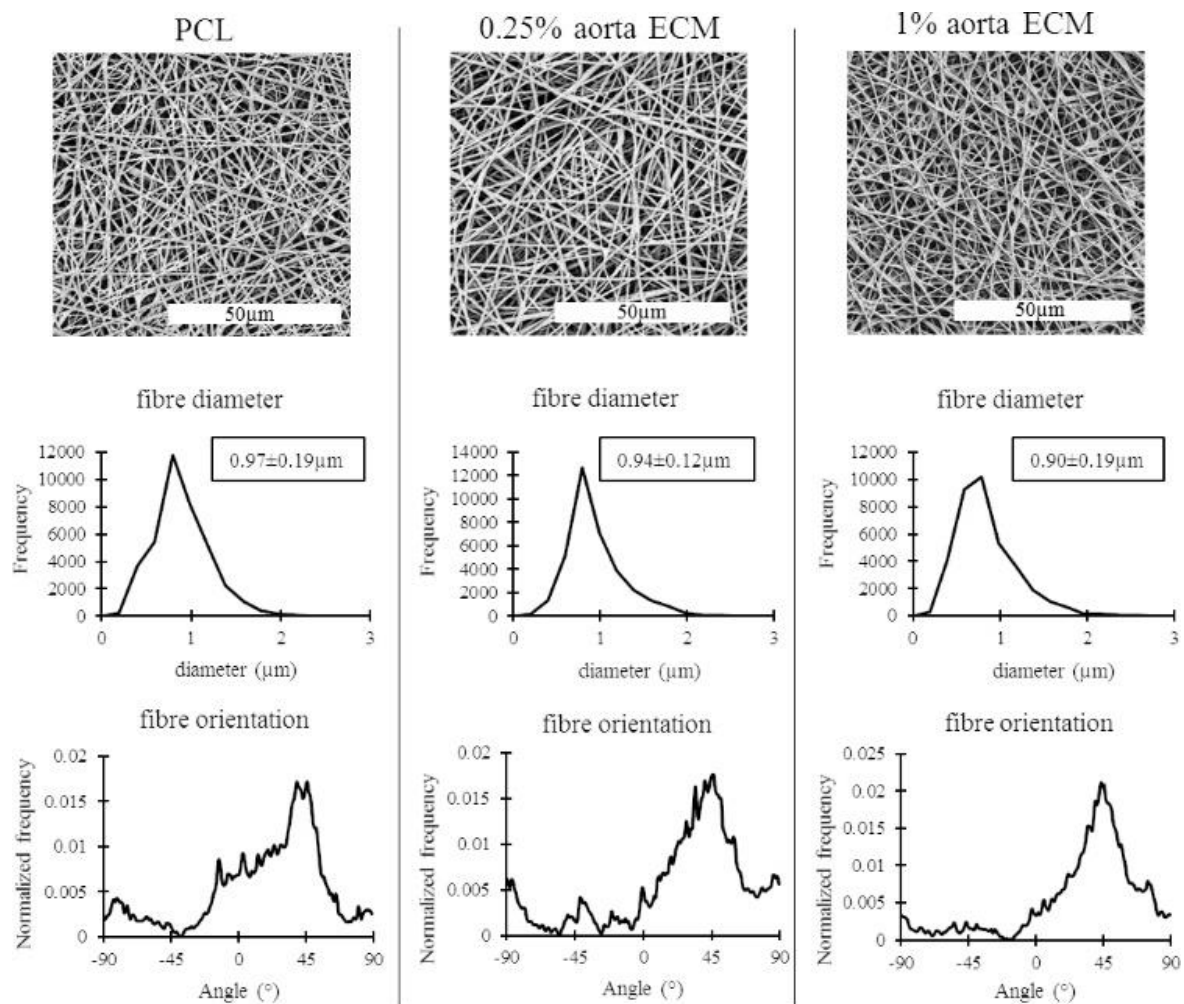 PCL
50µm
fibre diameter
0.97±0.19µm
12000
10000
8000
6000
4000
2000
0
Frequency
0 1 2 3
diameter (µm)
fibre orientation
0.02
0.015
0.01
0.005
0
Normalized frequency
-90 -45 0 45 90
Angle (°)
0.25% aorta ECM
50µm
fibre diameter
0.94±0.12µm
14000
12000
10000
8000
6000
4000
2000
0
Frequency
0 1 2 3
diameter (µm)
fibre orientation
0.02
0.015
0.01
0.005
0
Normalized frequency
-90 -45 0 45 90
Angle (°)
1% aorta ECM
50µm
fibre diameter
0.90±0.19µm
12000
10000
8000
6000
4000
2000
0
Frequency
0 1 2 3
diameter (µm)
fibre orientation
0.025
0.02
0.015
0.01
0.005
0
Normalized frequency
-90 -45 0 45 90
Angle (°)